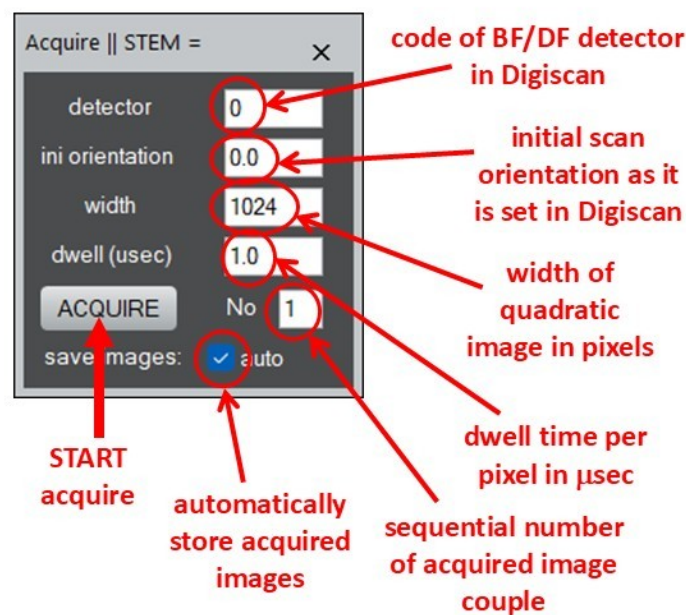 Acquire || STEM =
×
code of BF/DF detector
in Digiscan
detector
0
ini orientation
0.0
initial scan
orientation as it
is set in Digiscan
width
1024
dwell (usec)
1.0
width of
quadratic
image in pixels
ACQUIRE
No
1
save images:
auto
START
acquire
dwell time per
pixel in μsec
automatically
store acquired
images
sequential number
of acquired image
couple